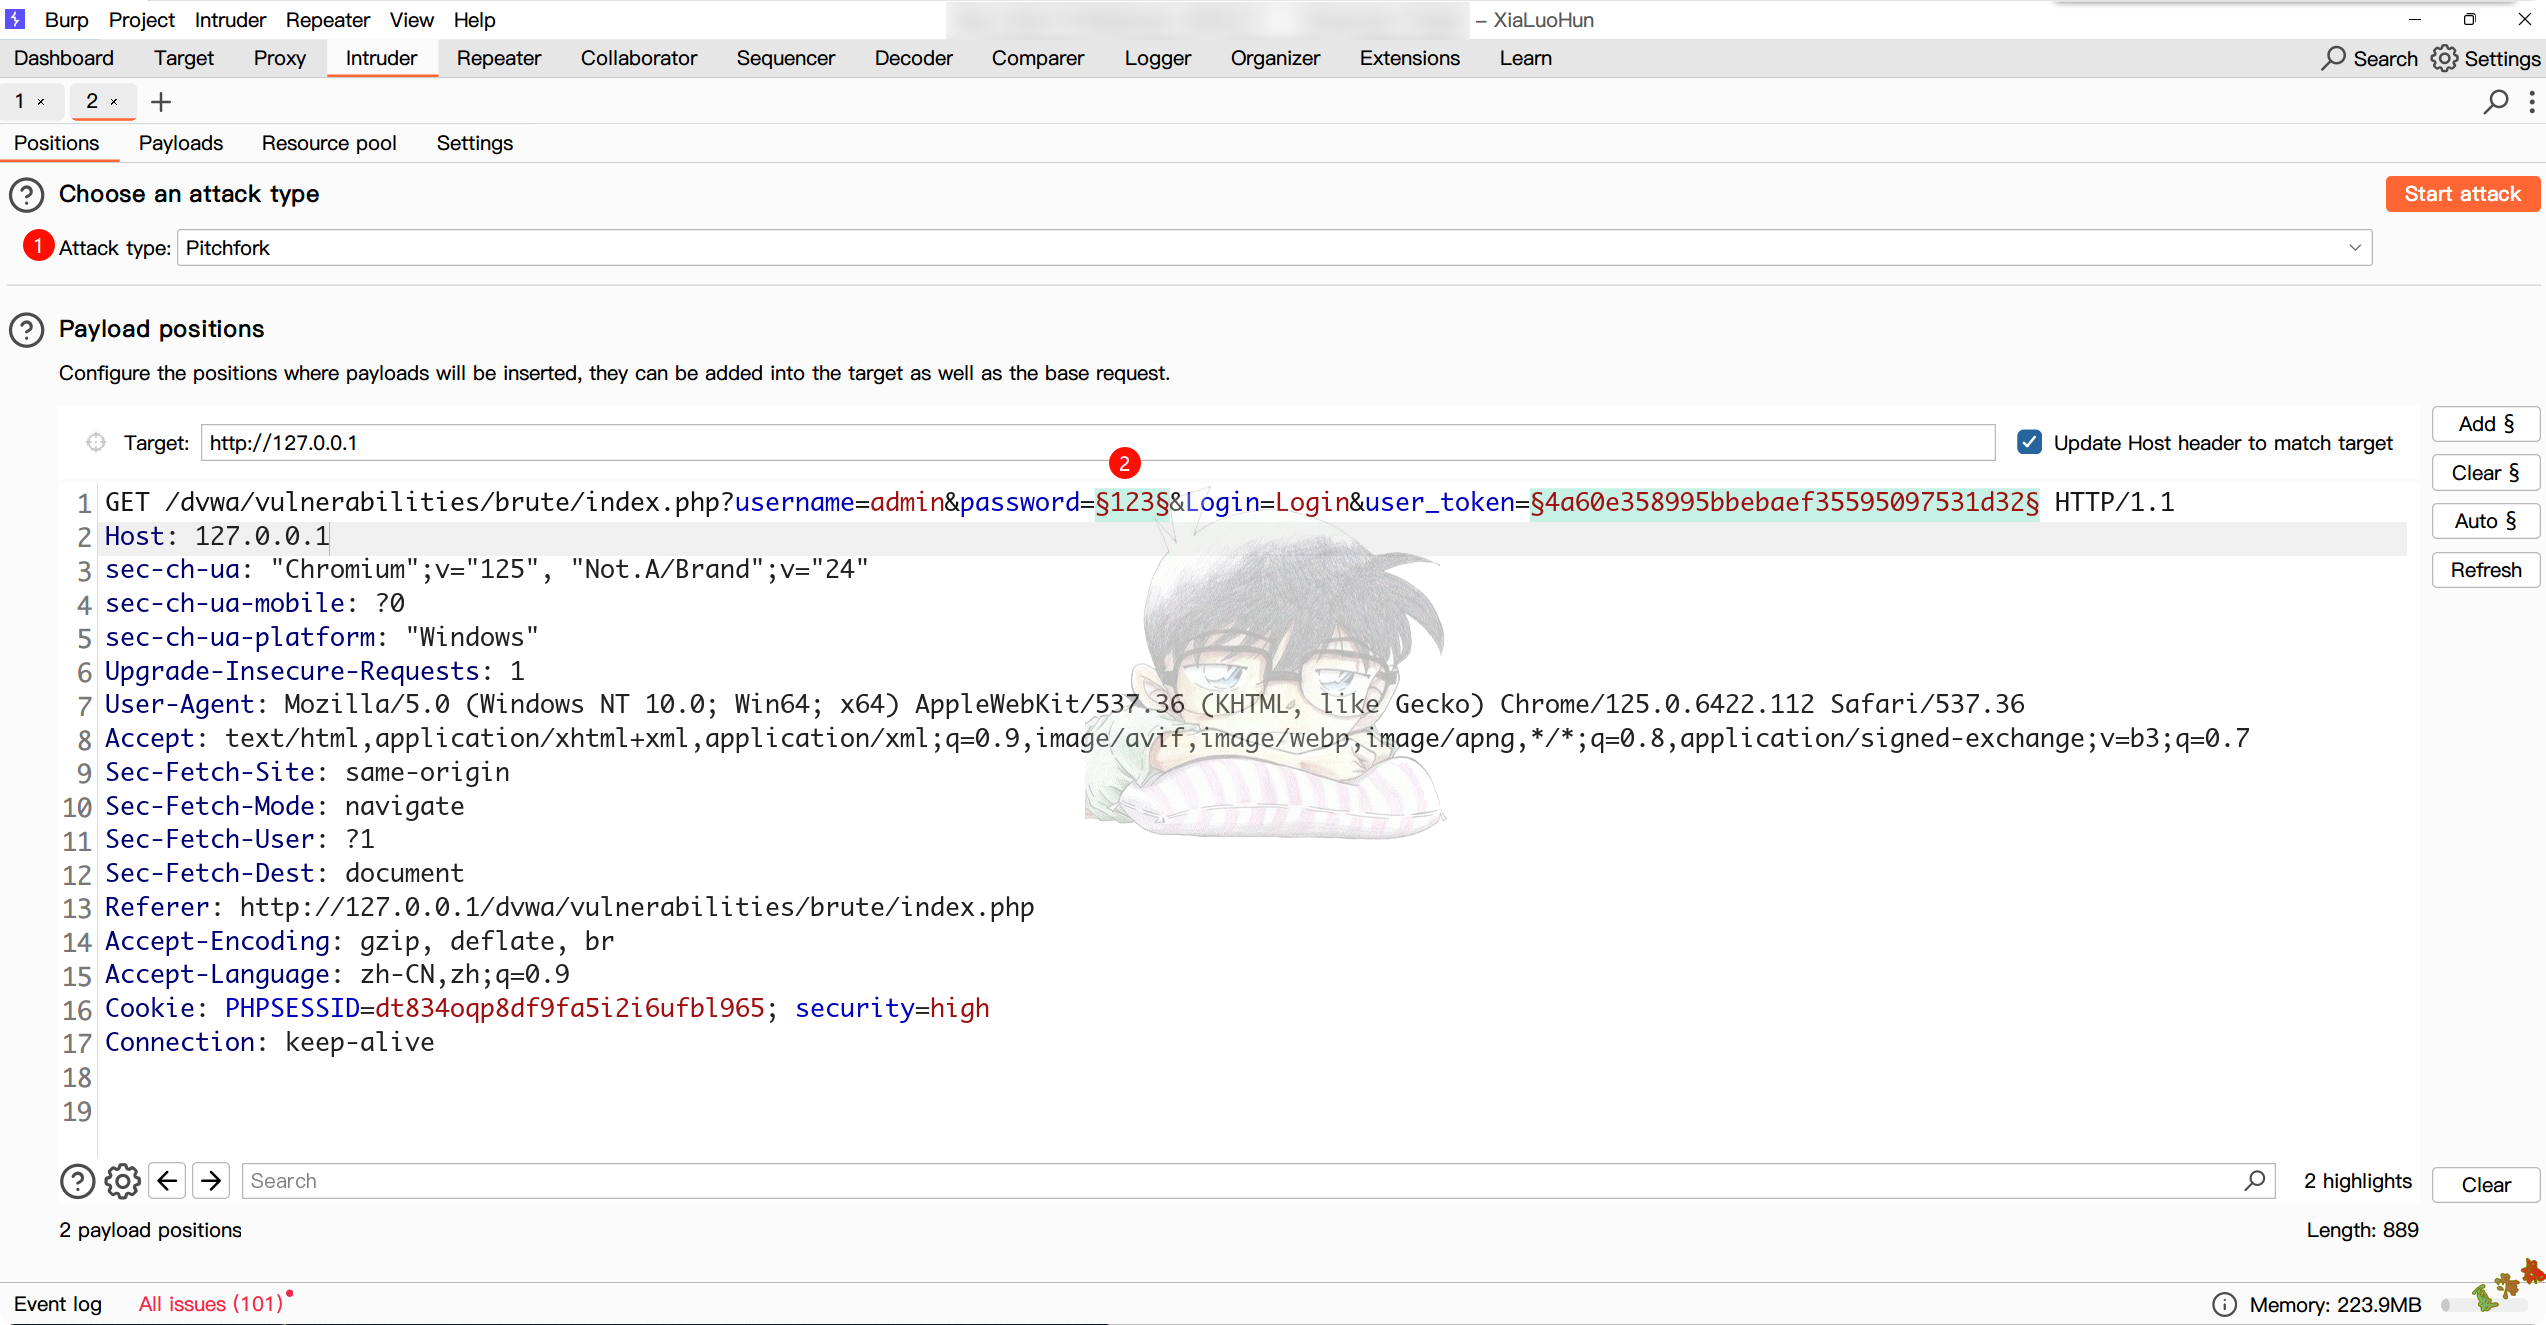 Burp Project Intruder Repeater View Help – XiaLuoHun
Dashboard Target Proxy Intruder Repeater Collaborator Sequencer Decoder Comparer Logger Organizer Extensions Learn Search Settings
1 × 2 × +
Positions Payloads Resource pool Settings
? Choose an attack type Start attack
1 Attack type: Pitchfork
? Payload positions
Configure the positions where payloads will be inserted, they can be added into the target as well as the base request.
Add §
Target: http://127.0.0.1 Update Host header to match target
2
Clear §
Auto §
Refresh
1 GET /dvwa/vulnerabilities/brute/index.php?username=admin&password=§123§&Login=Login&user_token=§4a60e358995bbebaef35595097531d32§ HTTP/1.1
2 Host: 127.0.0.1
3 sec-ch-ua: "Chromium";v="125", "Not.A/Brand";v="24"
4 sec-ch-ua-mobile: ?0
5 sec-ch-ua-platform: "Windows"
6 Upgrade-Insecure-Requests: 1
7 User-Agent: Mozilla/5.0 (Windows NT 10.0; Win64; x64) AppleWebKit/537.36 (KHTML, like Gecko) Chrome/125.0.6422.112 Safari/537.36
8 Accept: text/html,application/xhtml+xml,application/xml;q=0.9,image/avif,image/webp,image/apng,*/*;q=0.8,application/signed-exchange;v=b3;q=0.7
9 Sec-Fetch-Site: same-origin
10 Sec-Fetch-Mode: navigate
11 Sec-Fetch-User: ?1
12 Sec-Fetch-Dest: document
13 Referer: http://127.0.0.1/dvwa/vulnerabilities/brute/index.php
14 Accept-Encoding: gzip, deflate, br
15 Accept-Language: zh-CN,zh;q=0.9
16 Cookie: PHPSESSID=dt834oqp8df9fa5i2i6ufbl965; security=high
17 Connection: keep-alive
18
19
? Search 2 highlights Clear
2 payload positions Length: 889
Event log All issues (101) Memory: 223.9MB